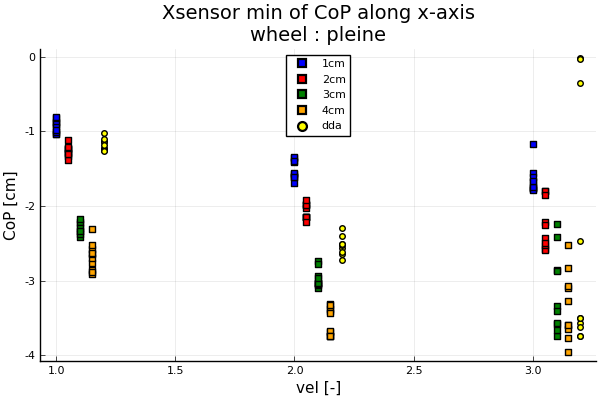 Xsensor min of CoP along x-axis
wheel : pleine
0
-1
-2
-3
-4
CoP [cm]
1cm
2cm
3cm
4cm
dda
1.0
1.5
2.0
2.5
3.0
vel [-]